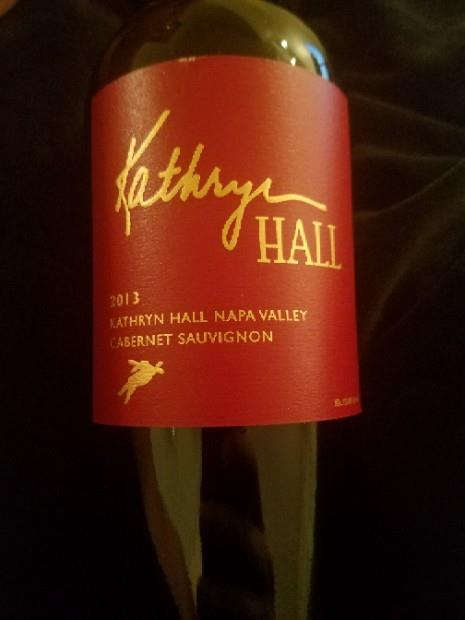 Kathryn
HALL
2013
KATHRYN HALL NAPA VALLEY
CABERNET SAUVIGNON